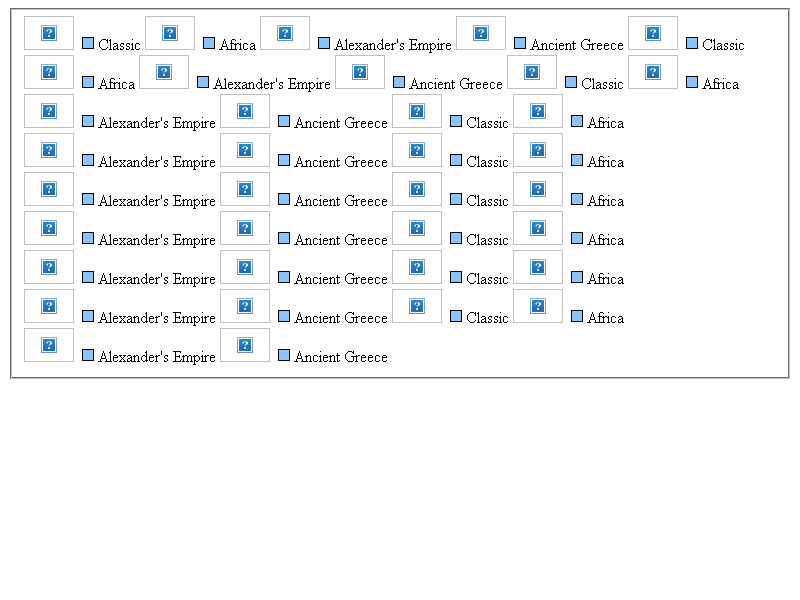 Classic Africa Alexander's Empire Ancient Greece Classic
Africa Alexander's Empire Ancient Greece Classic Africa
Alexander's Empire Ancient Greece Classic Africa
Alexander's Empire Ancient Greece Classic Africa
Alexander's Empire Ancient Greece Classic Africa
Alexander's Empire Ancient Greece Classic Africa
Alexander's Empire Ancient Greece Classic Africa
Alexander's Empire Ancient Greece Classic Africa
Alexander's Empire Ancient Greece